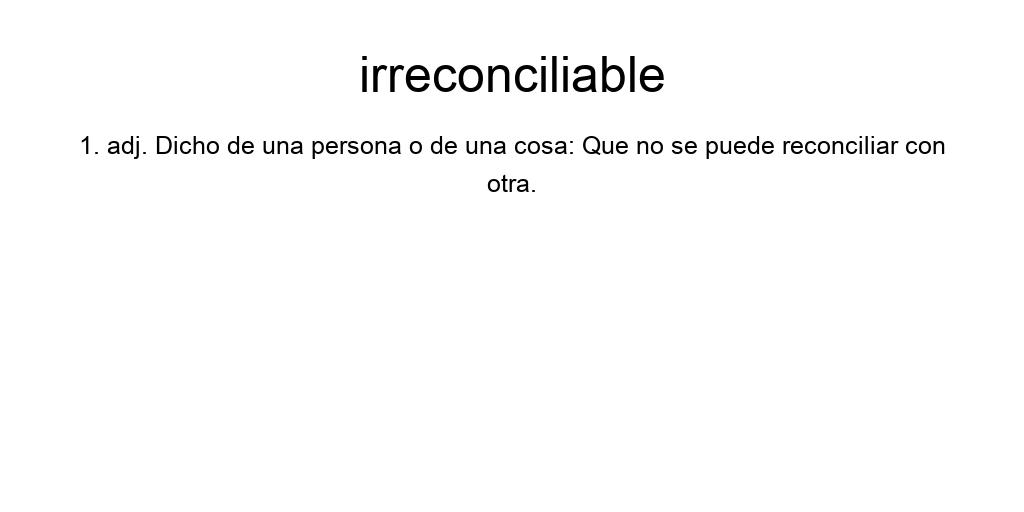 irreconciliable
1. adj. Dicho de una persona o de una cosa: Que no se puede reconciliar con
otra.